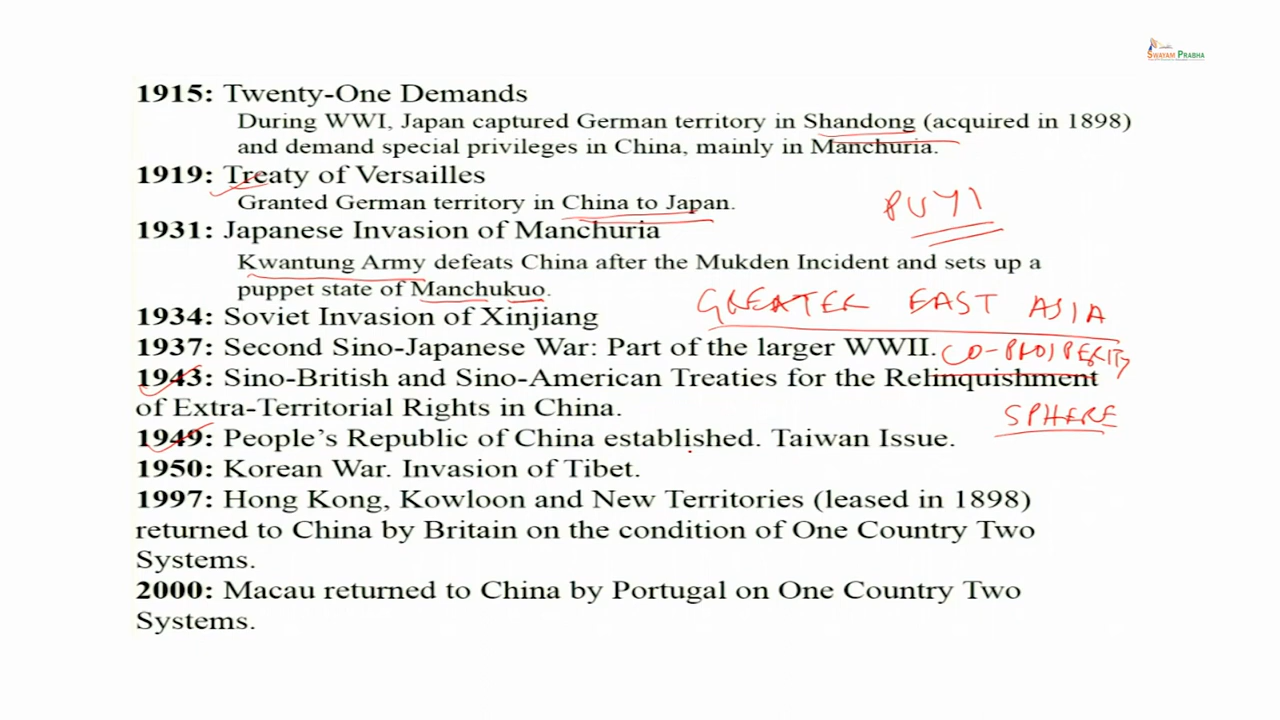 SWAYAM PRABHA
1915: Twenty-One Demands
During WWI, Japan captured German territory in Shandong (acquired in 1898)
and demand special privileges in China, mainly in Manchuria.
1919: Treaty of Versailles
Granted German territory in China to Japan.
PUYI
1931: Japanese Invasion of Manchuria
Kwantung Army defeats China after the Mukden Incident and sets up a
puppet state of Manchukuo.
GREATER EAST ASIA
1934: Soviet Invasion of Xinjiang
1937: Second Sino-Japanese War: Part of the larger WWII.
CO-PROSPERITY
1943: Sino-British and Sino-American Treaties for the Relinquishment
of Extra-Territorial Rights in China.
SPHERE
1949: People's Republic of China established. Taiwan Issue.
1950: Korean War. Invasion of Tibet.
1997: Hong Kong, Kowloon and New Territories (leased in 1898)
returned to China by Britain on the condition of One Country Two
Systems.
2000: Macau returned to China by Portugal on One Country Two
Systems.